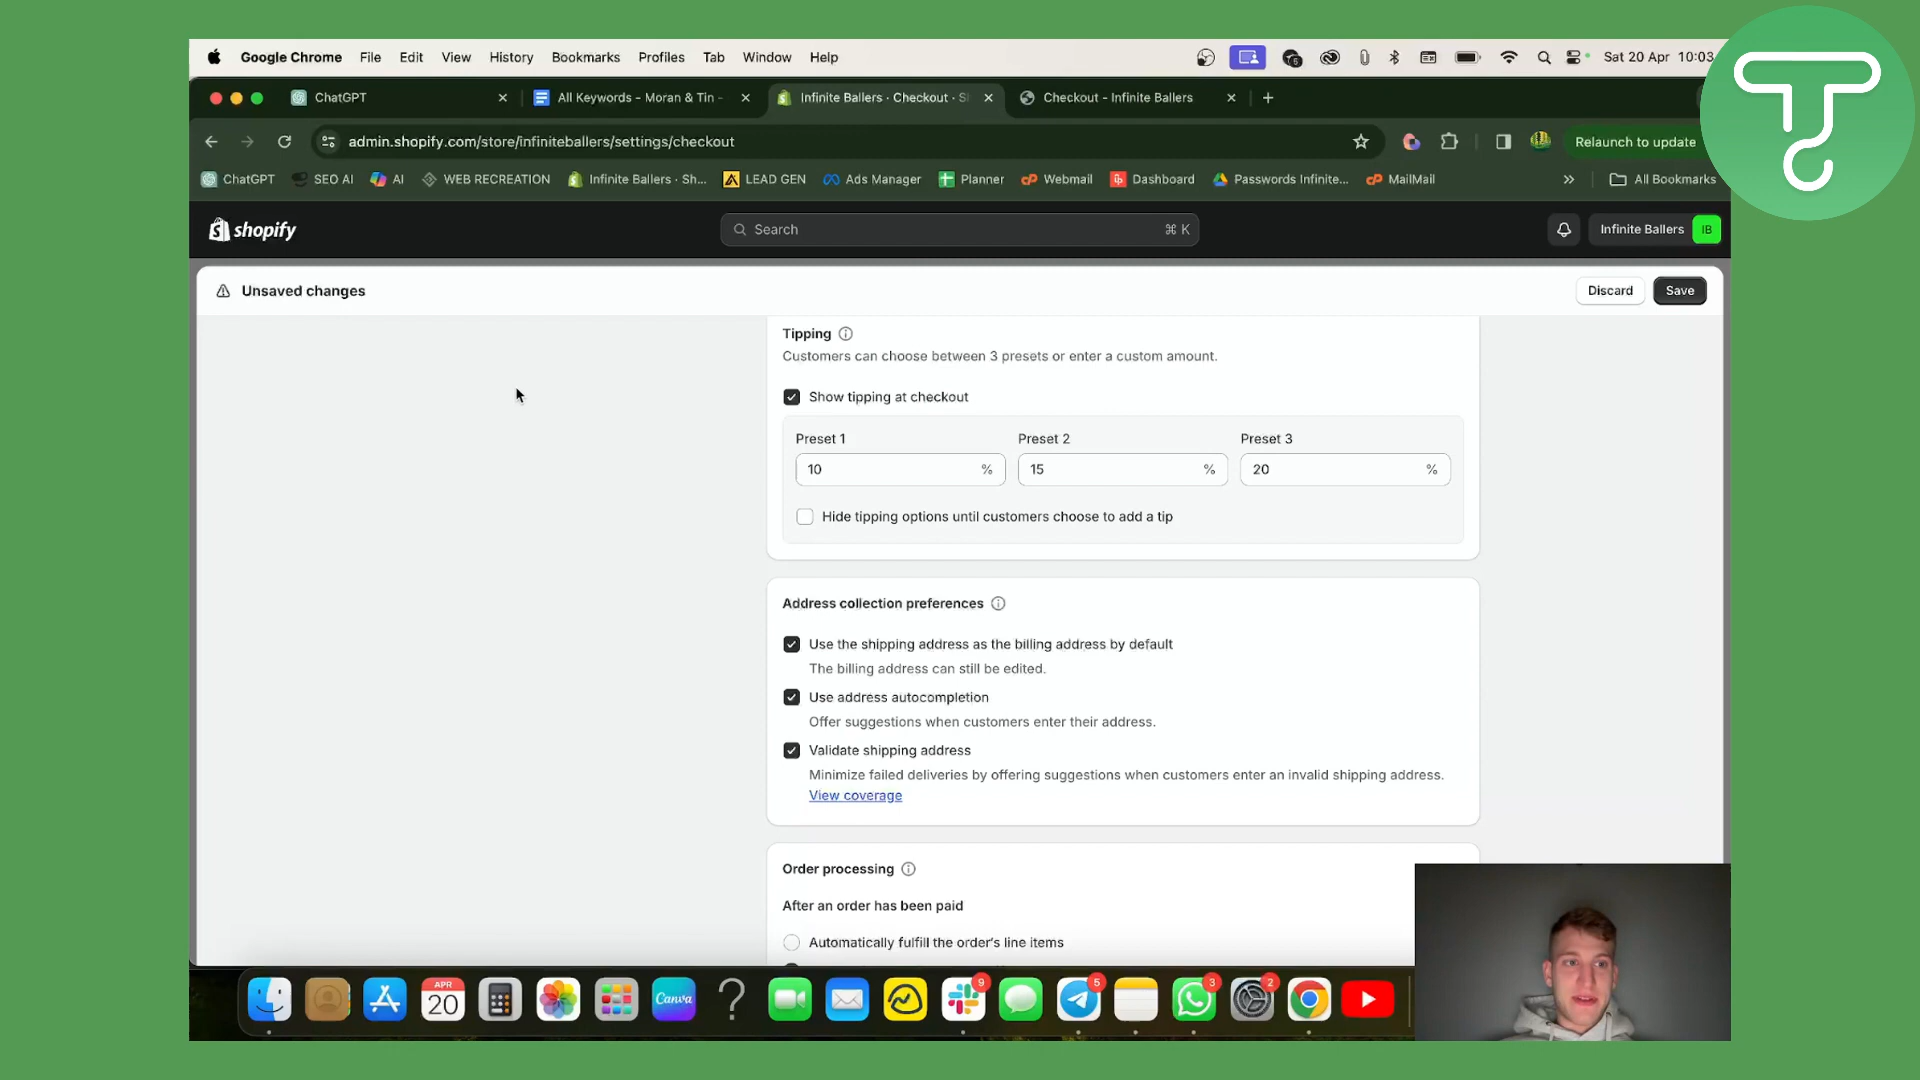 Google Chrome File Edit View History Bookmarks Profiles Tab Window Help Sat 20 Apr 10:03
ChatGPT All Keywords - Moran & Tin - Infinite Ballers · Checkout · S Checkout - Infinite Ballers
admin.shopify.com/store/infiniteballers/settings/checkout Relaunch to update
ChatGPT SEO AI AI WEB RECREATION Infinite Ballers · Sh... LEAD GEN Ads Manager Planner Webmail Dashboard Passwords Infinite... MailMail All Bookmarks
shopify Search ⌘ K Infinite Ballers IB
Unsaved changes Discard Save
Tipping
Customers can choose between 3 presets or enter a custom amount.
Show tipping at checkout
Preset 1 Preset 2 Preset 3
10 % 15 % 20 %
Hide tipping options until customers choose to add a tip
Address collection preferences
Use the shipping address as the billing address by default
The billing address can still be edited.
Use address autocompletion
Offer suggestions when customers enter their address.
Validate shipping address
Minimize failed deliveries by offering suggestions when customers enter an invalid shipping address.
View coverage
Order processing
After an order has been paid
Automatically fulfill the order's line items
APR
20 Canva ? 9 5 3 2